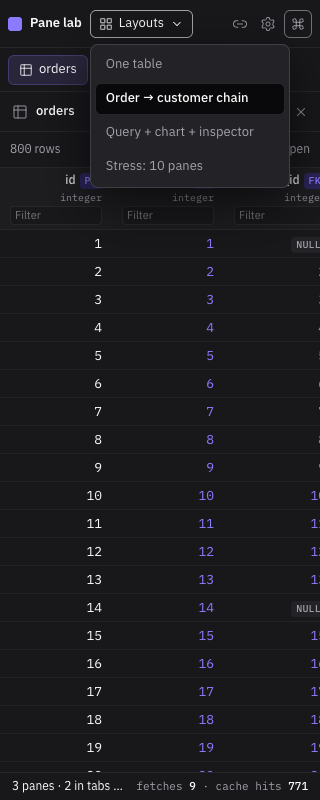 Pane lab Layouts
orders
One table
Order → customer chain
Query + chart + inspector
Stress: 10 panes
orders
800 rows pen
id id FK
integer integer intege
Filter Filter Filter
1 1 NULL
2 2
3 3
4 4
5 5
6 6
7 7
8 8
9 9
10 10
11 11
12 12
13 13
14 14 NULL
15 15
16 16
17 17
18 18
19 19
3 panes · 2 in tabs … fetches 9 · cache hits 771